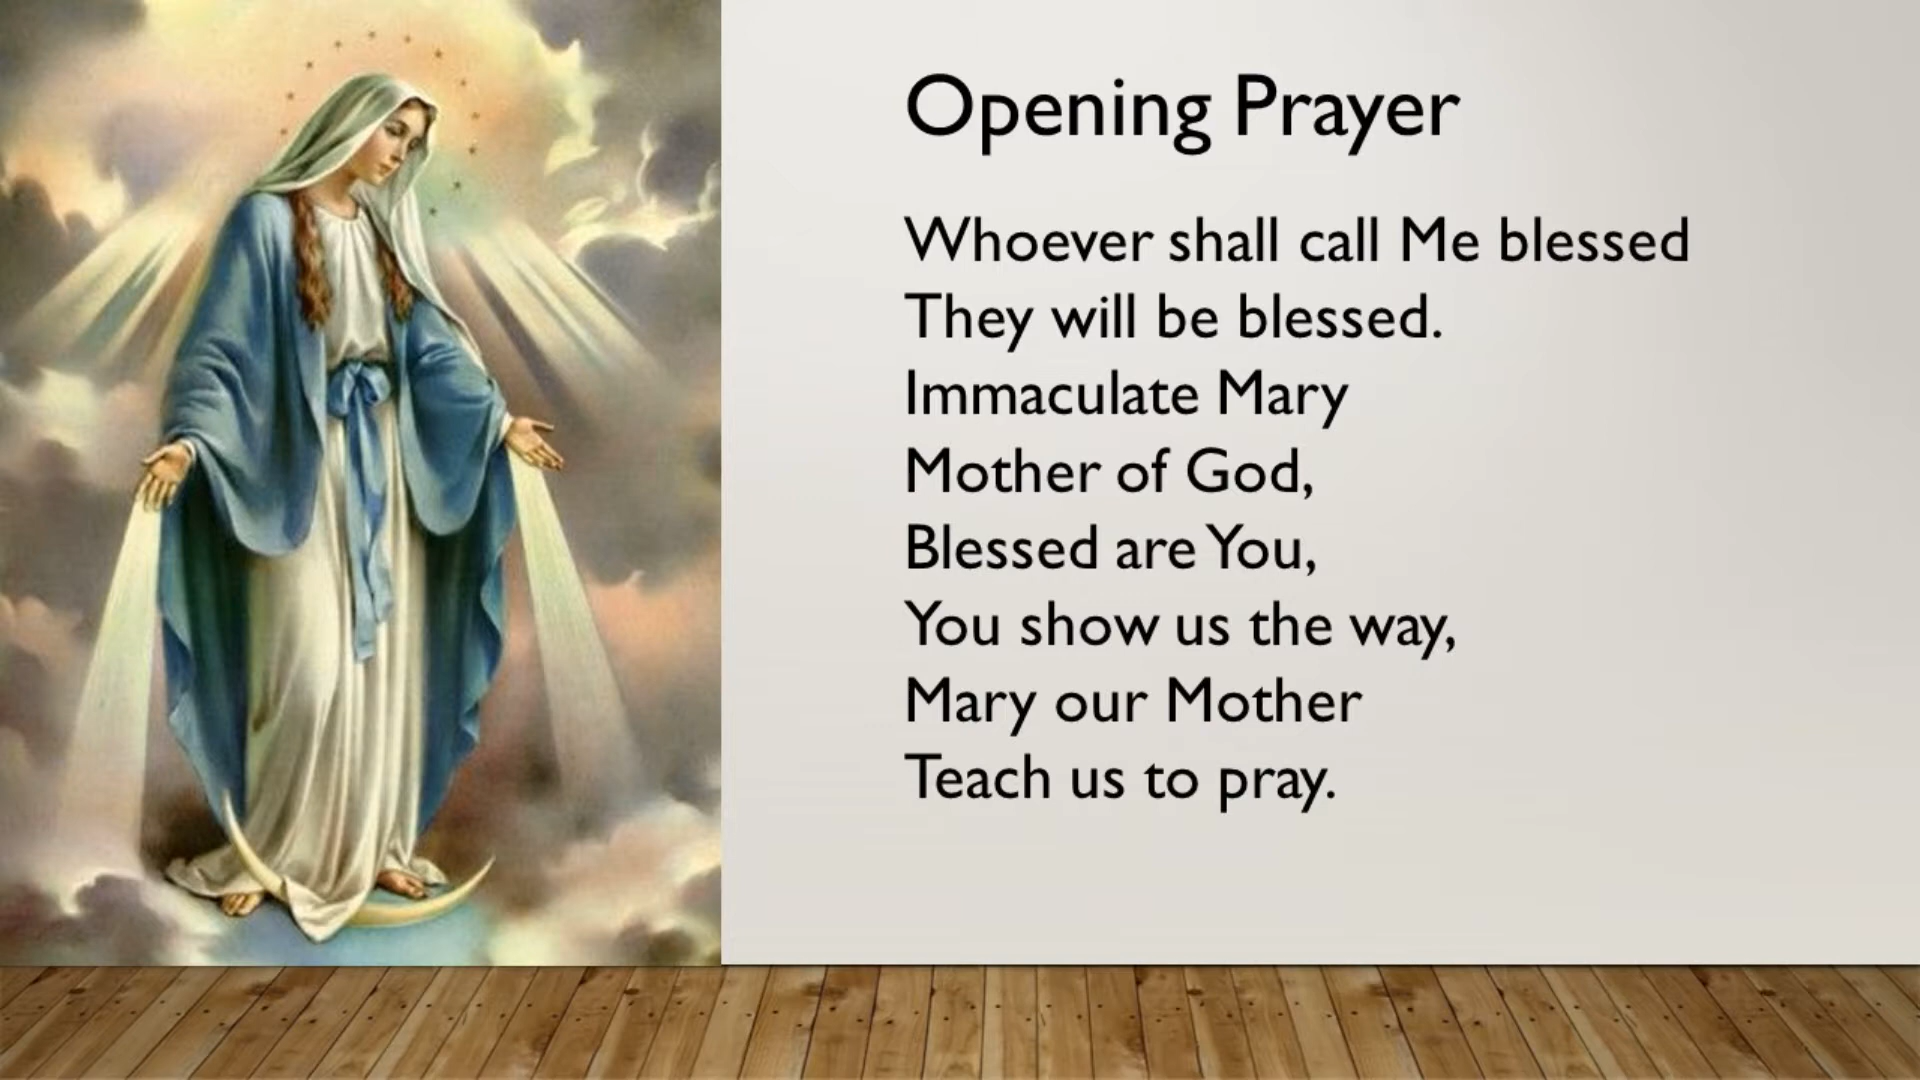 Opening Prayer
Whoever shall call Me blessed
They will be blessed.
Immaculate Mary
Mother of God,
Blessed are You,
You show us the way,
Mary our Mother
Teach us to pray.